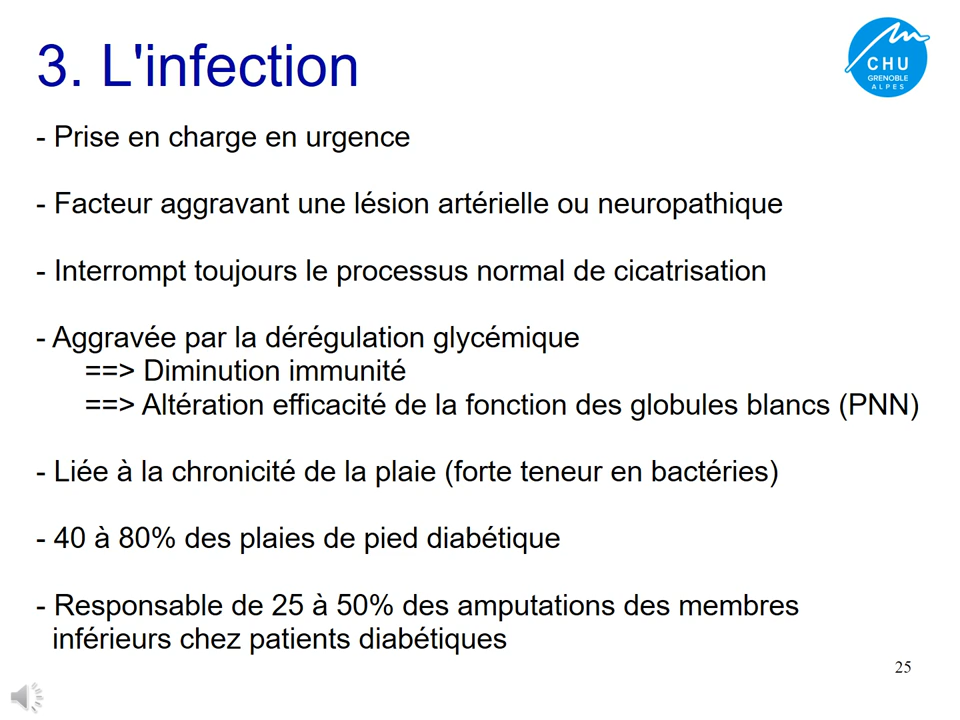 3. L'infection
CHU
GRENOBLE
ALPES
- Prise en charge en urgence
- Facteur aggravant une lésion artérielle ou neuropathique
- Interrompt toujours le processus normal de cicatrisation
- Aggravée par la dérégulation glycémique
==> Diminution immunité
==> Altération efficacité de la fonction des globules blancs (PNN)
- Liée à la chronicité de la plaie (forte teneur en bactéries)
- 40 à 80% des plaies de pied diabétique
- Responsable de 25 à 50% des amputations des membres
inférieurs chez patients diabétiques
25